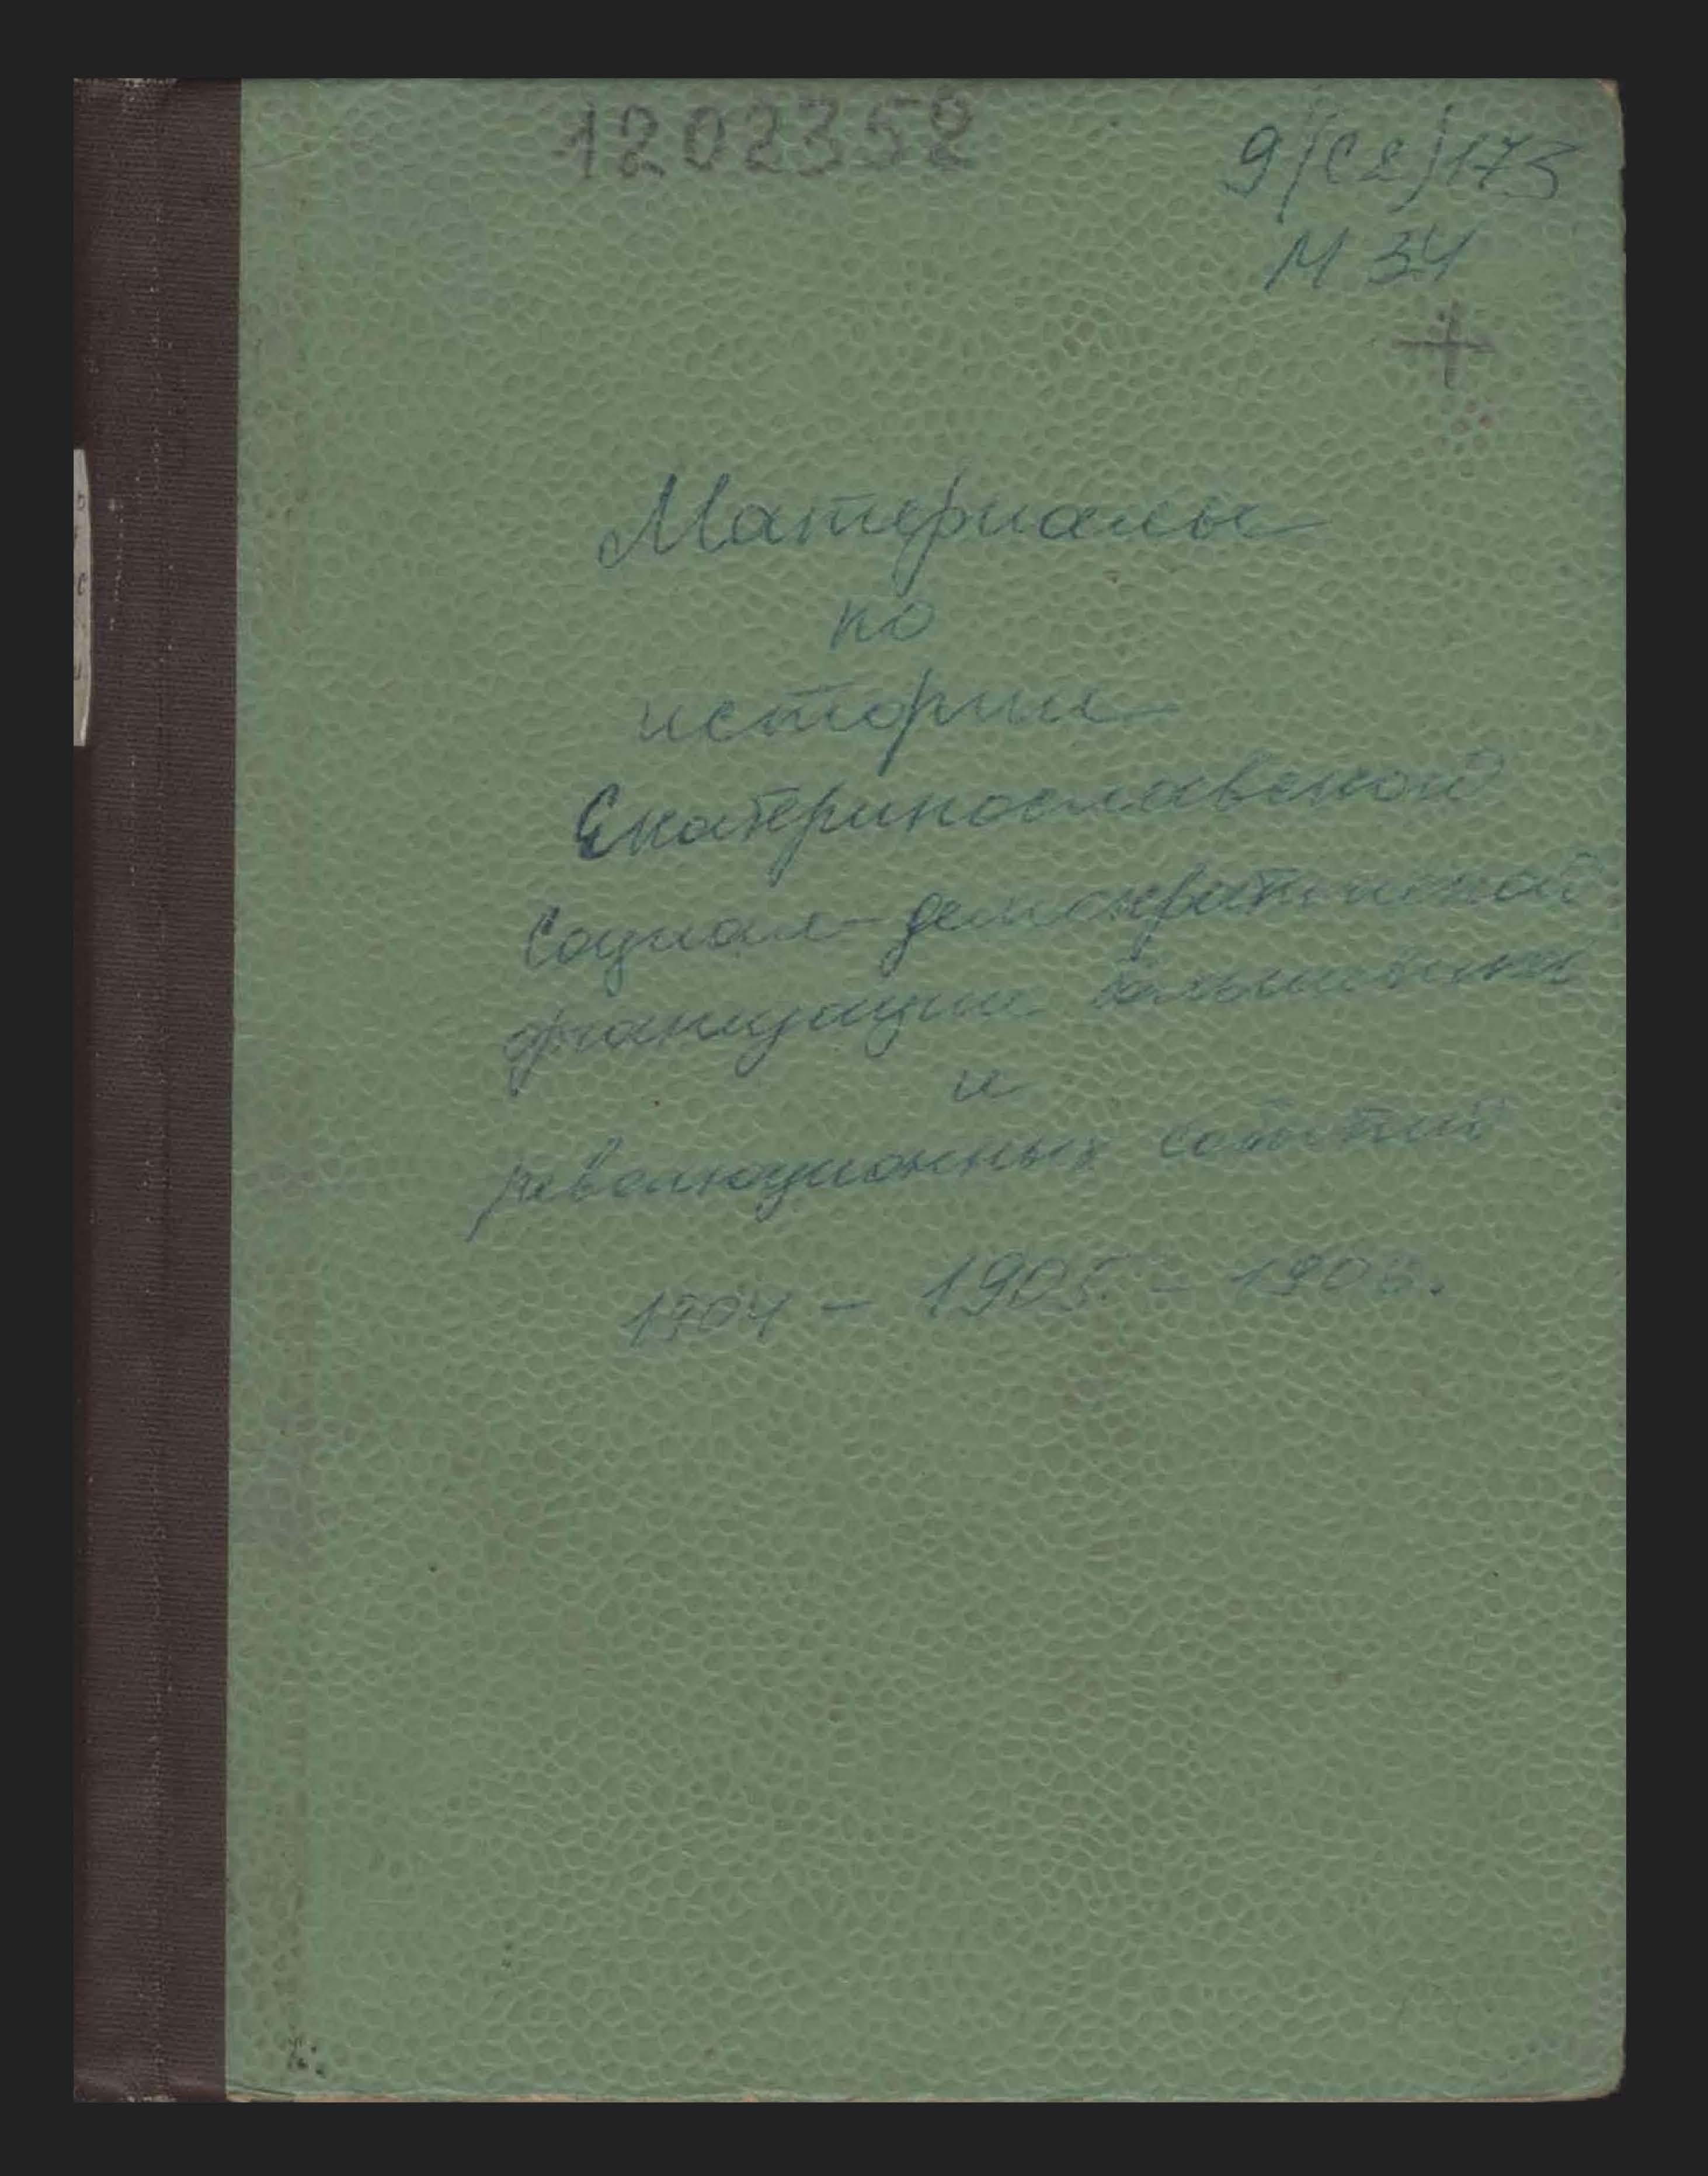 1202352
9(С2)173
М 34
+
Материалы
по
истории
Екатеринославской
социал-демократической
организации большевиков
и
революционных событий
1904 - 1905 - 1906.